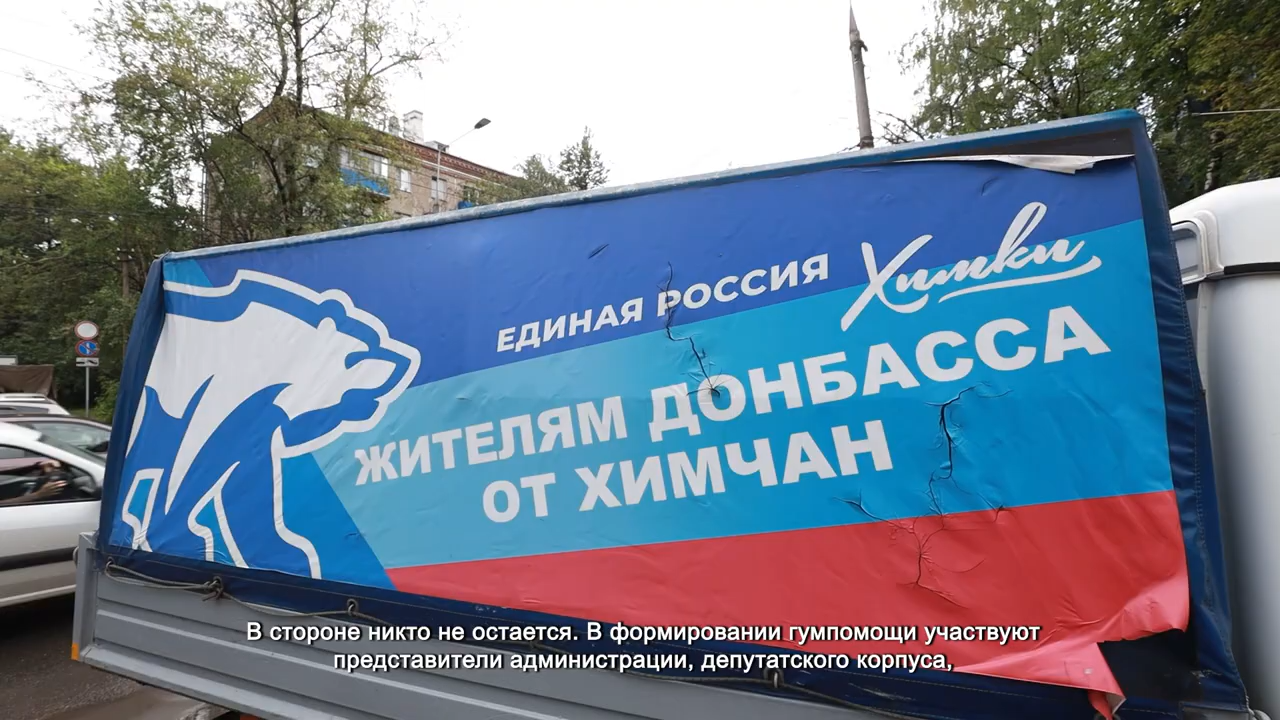 ЕДИНАЯ РОССИЯ Химки
ЖИТЕЛЯМ ДОНБАССА
ОТ ХИМЧАН
В стороне никто не остается. В формировании гумпомощи участвуют
представители администрации, депутатского корпуса,